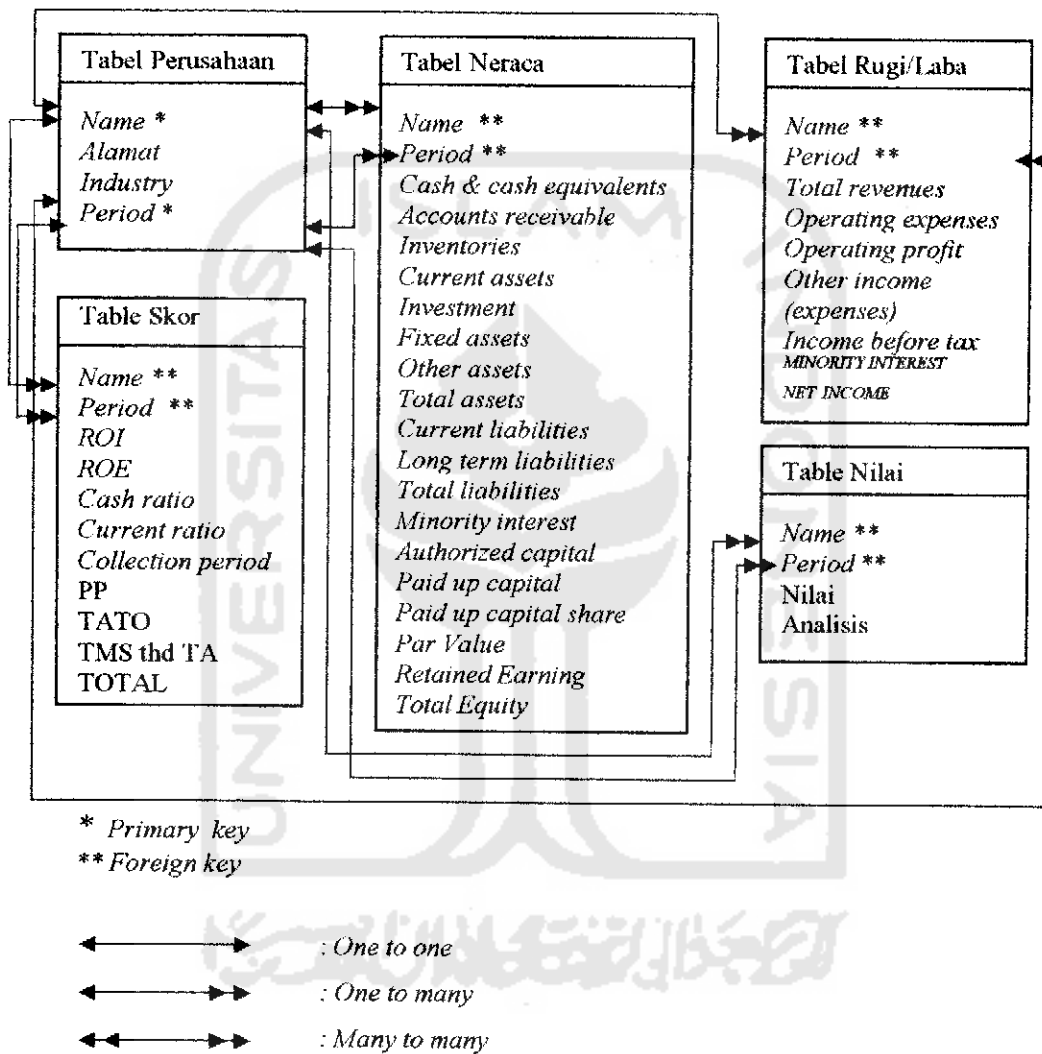 Tabel Perusahaan
Name *
Alamat
Industry
Period *
Table Skor
Name **
Period **
ROI
ROE
Cash ratio
Current ratio
Collection period
PP
TATO
TMS thd TA
TOTAL
Tabel Neraca
Name **
Period **
Cash & cash equivalents
Accounts receivable
Inventories
Current assets
Investment
Fixed assets
Other assets
Total assets
Current liabilities
Long term liabilities
Total liabilities
Minority interest
Authorized capital
Paid up capital
Paid up capital share
Par Value
Retained Earning
Total Equity
Tabel Rugi/Laba
Name **
Period **
Total revenues
Operating expenses
Operating profit
Other income
(expenses)
Income before tax
MINORITY INTEREST
NET INCOME
Table Nilai
Name **
Period **
Nilai
Analisis
* Primary key
** Foreign key
: One to one
: One to many
: Many to many
UNIVERSITAS
ISLAM
INDONESIA